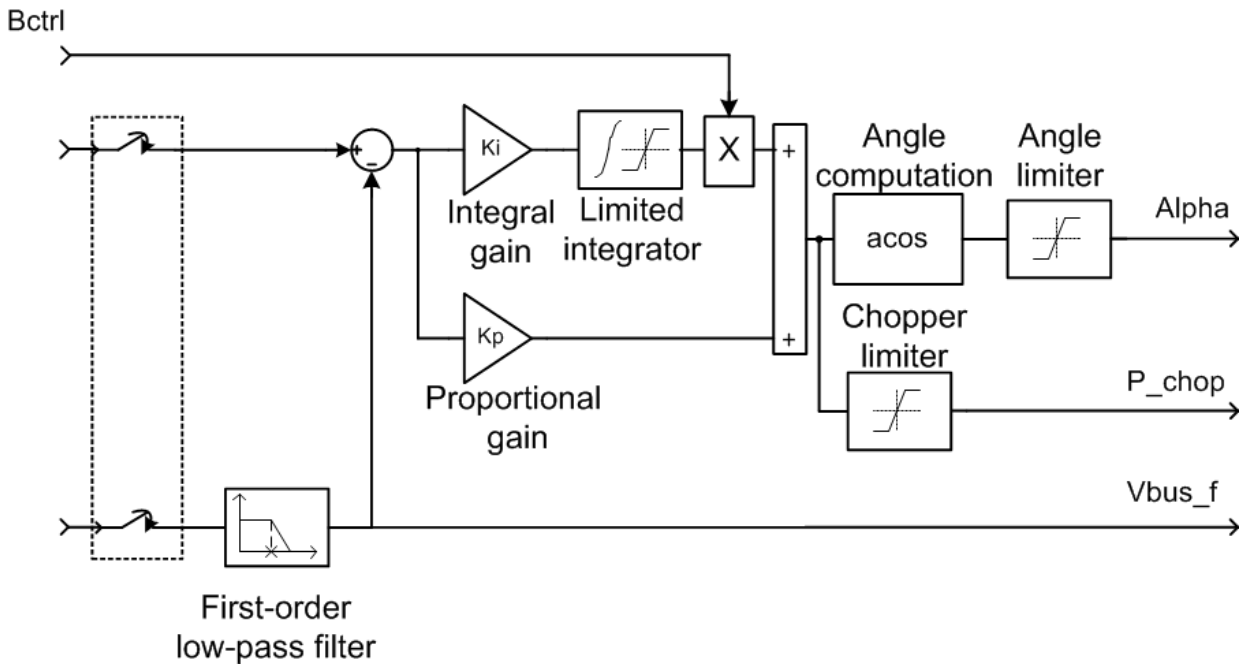 Bctrl
Ki
Integral
gain
Limited
integrator
X
+
-
+
+
Angle
computation
acos
Angle
limiter
Alpha
Kp
Proportional
gain
Chopper
limiter
P_chop
Vbus_f
First-order
low-pass filter